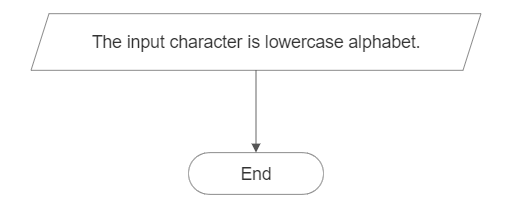 The input character is lowercase alphabet.
End